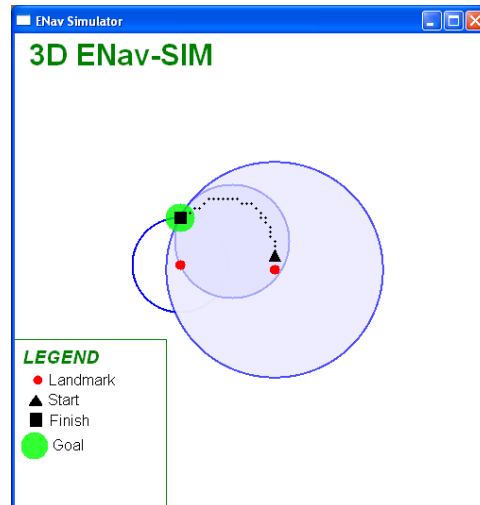 ENav Simulator
3D ENav-SIM
LEGEND
Landmark
Start
Finish
Goal